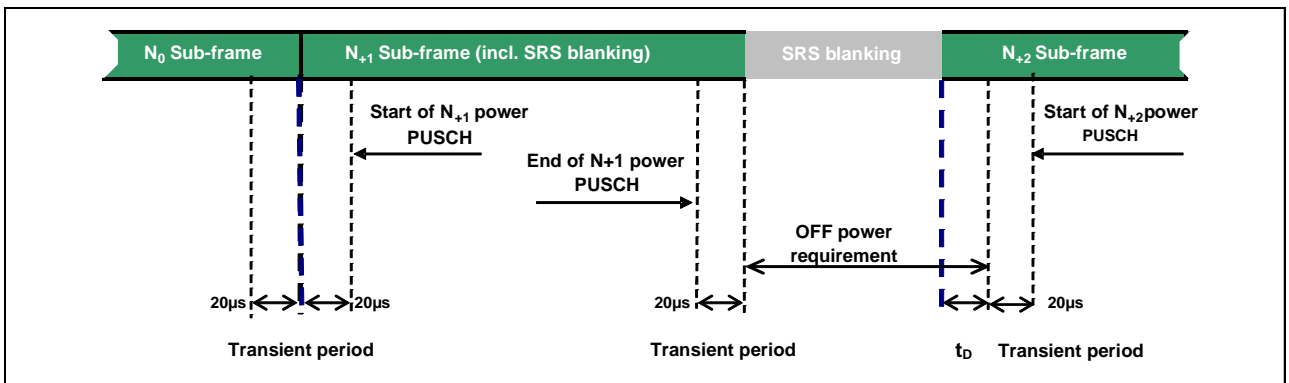 N0 Sub-frame
N+1 Sub-frame (incl. SRS blanking)
SRS blanking
N+2 Sub-frame
Start of N+1 power
PUSCH
End of N+1 power
PUSCH
Start of N+2power
PUSCH
OFF power
requirement
20µs
20µs
20µs
20µs
Transient period
Transient period
tD
Transient period